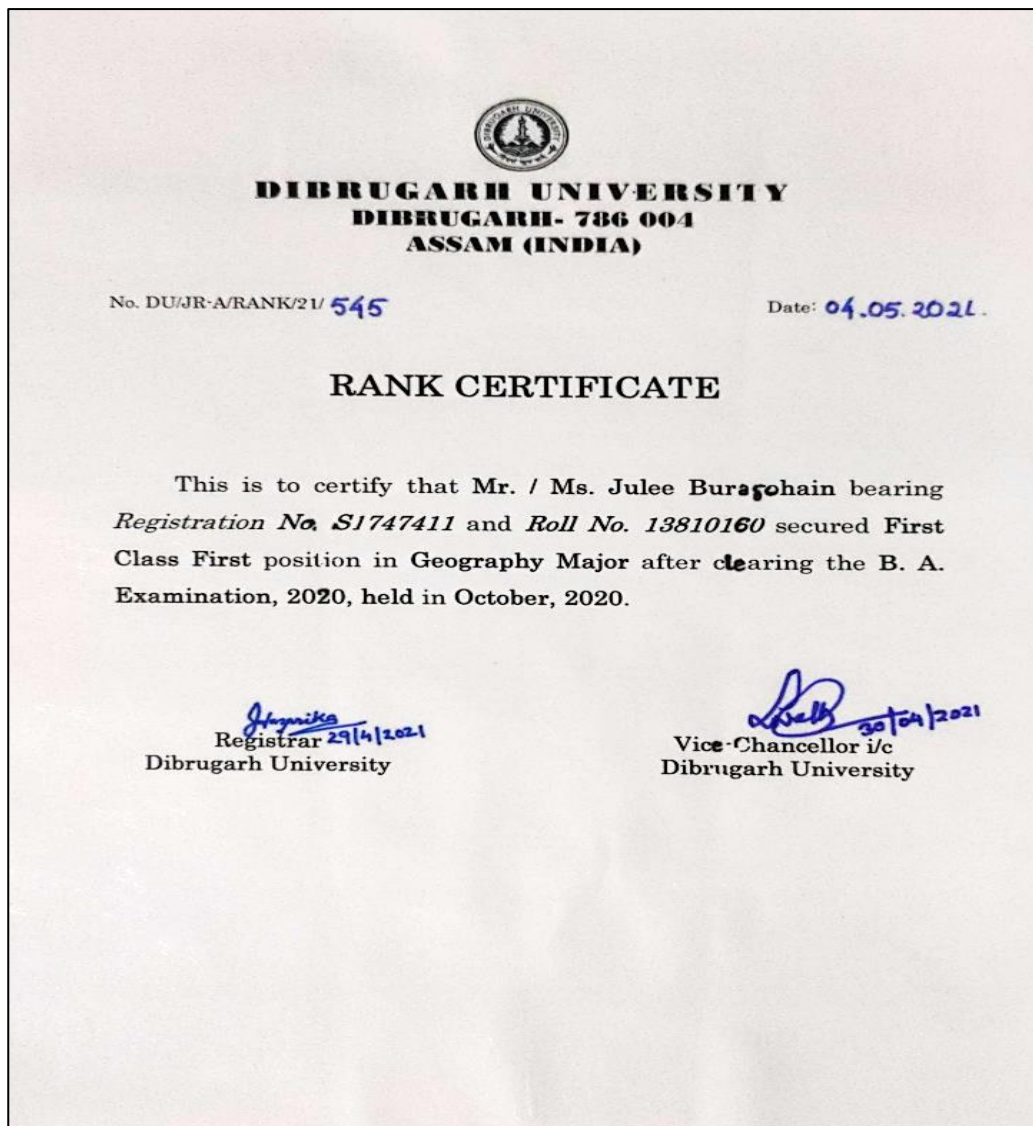 DIBRUGARH UNIVERSITY
DIBRUGARH UNIVERSITY
DIBRUGARH- 786 004
ASSAM (INDIA)
No. DU/JR-A/RANK/21/ 545 Date: 04.05.2021.
RANK CERTIFICATE
This is to certify that Mr. / Ms. Julee Buragohain bearing
Registration No. S1747411 and Roll No. 13810160 secured First
Class First position in Geography Major after clearing the B. A.
Examination, 2020, held in October, 2020.
Hazarika 29/4/2021 30/04/2021
Registrar Vice-Chancellor i/c
Dibrugarh University Dibrugarh University